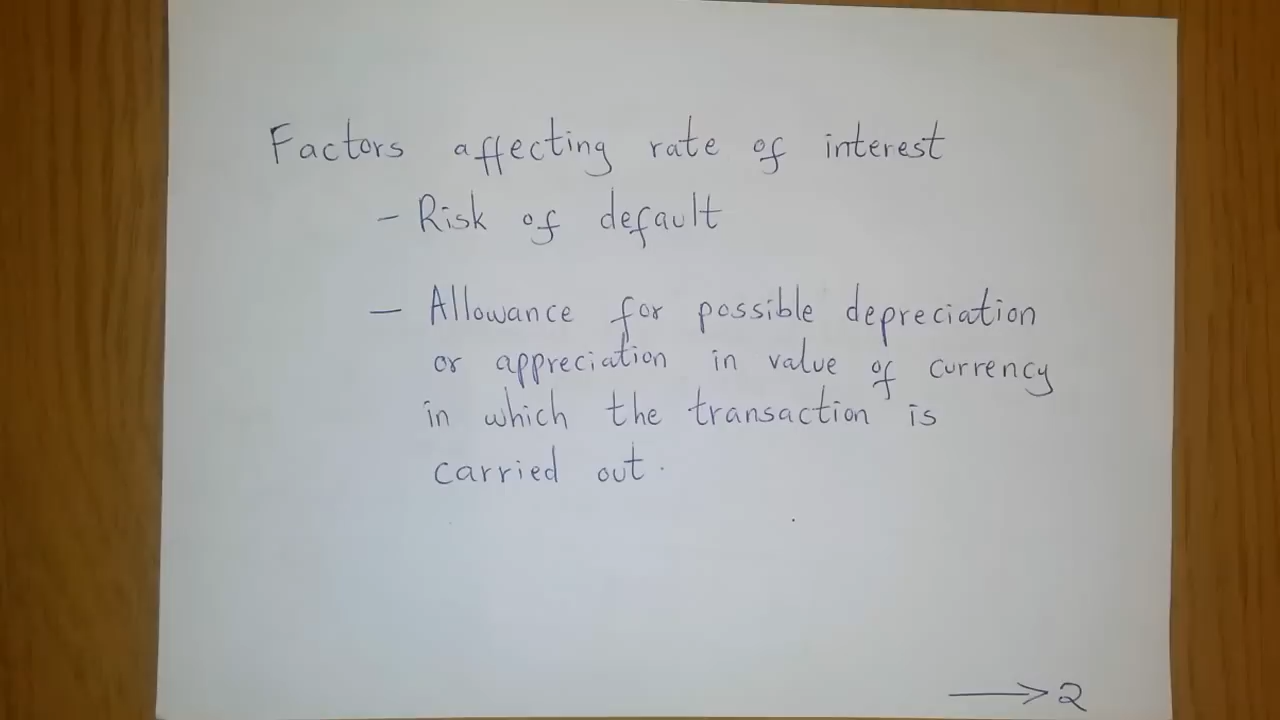 Factors affecting rate of interest
- Risk of default
- Allowance for possible depreciation
or appreciation in value of currency
in which the transaction is
carried out.
→ 2